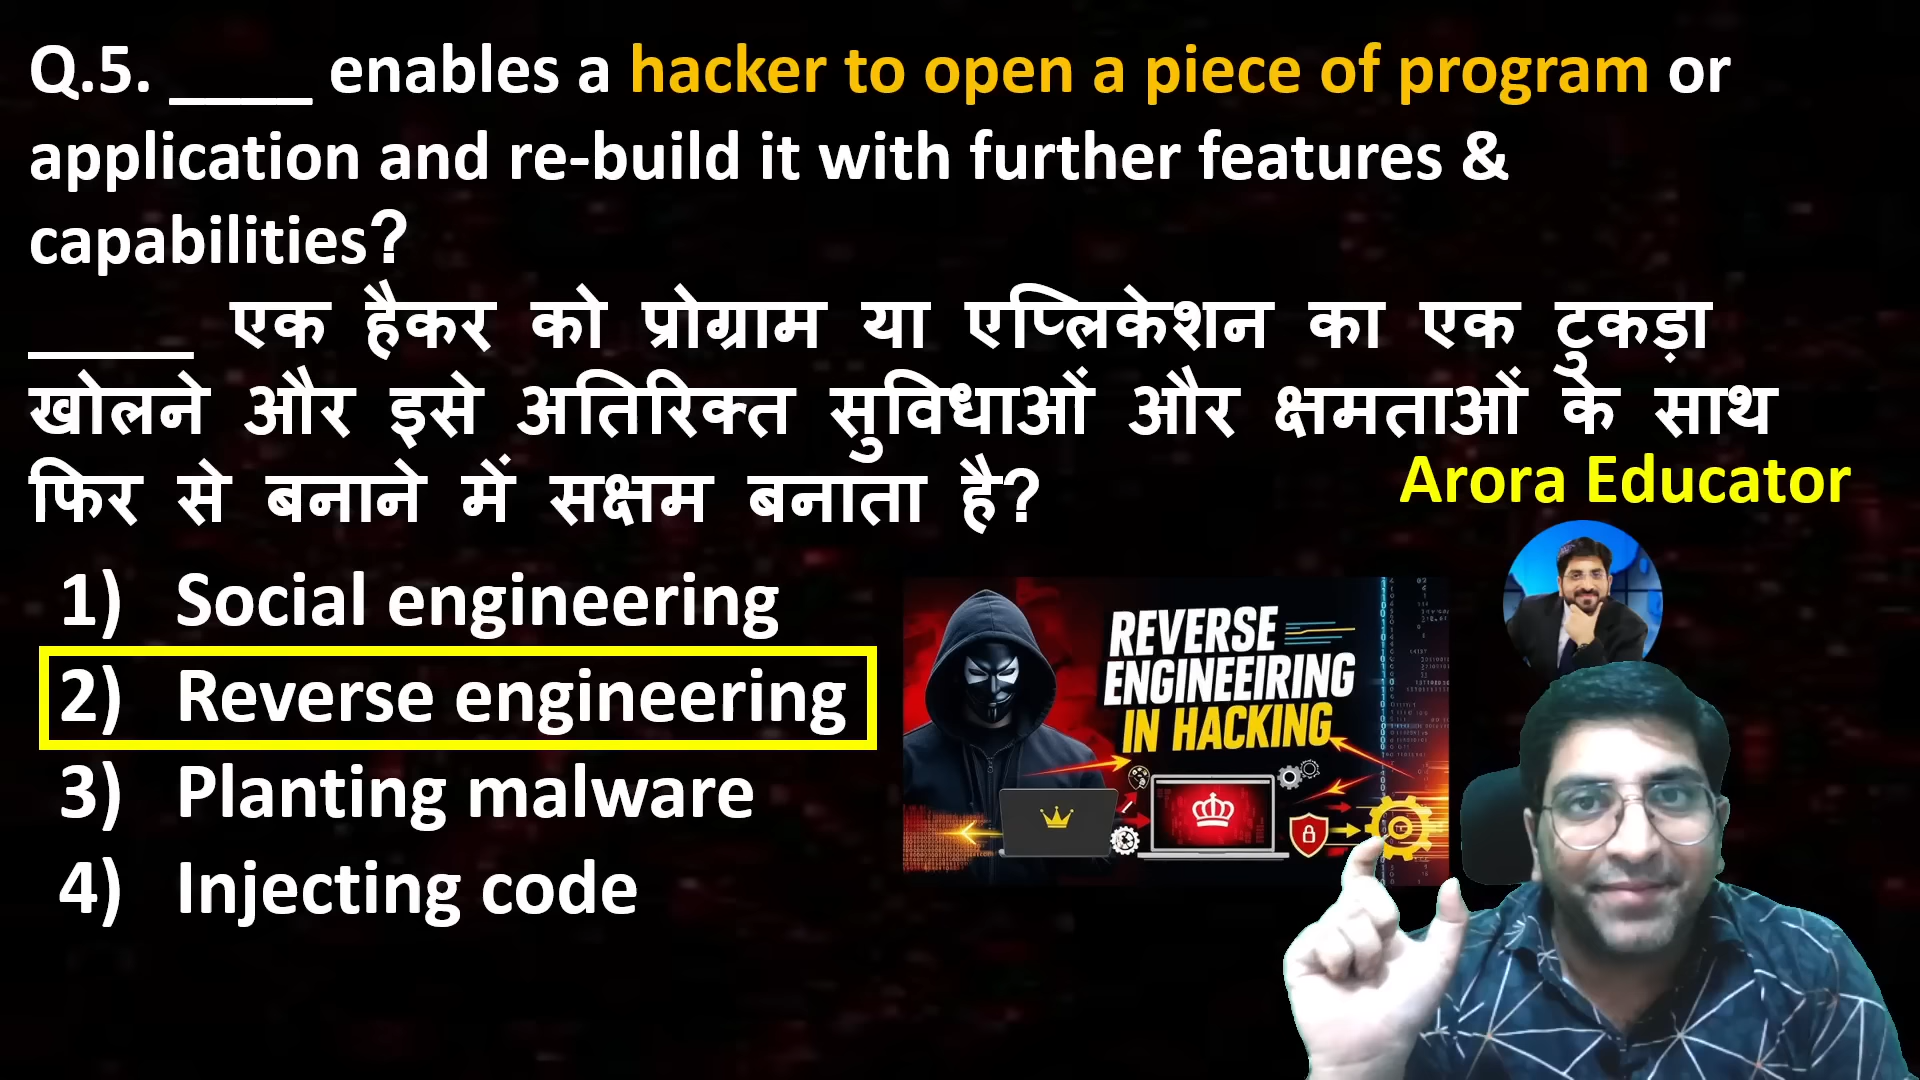 Q.5. ____ enables a hacker to open a piece of program or
application and re-build it with further features &
capabilities?
_____ एक हैकर को प्रोग्राम या एप्लिकेशन का एक टुकड़ा
खोलने और इसे अतिरिक्त सुविधाओं और क्षमताओं के साथ
फिर से बनाने में सक्षम बनाता है?
Arora Educator
1) Social engineering
2) Reverse engineering
3) Planting malware
4) Injecting code
REVERSE
ENGINEEIRING
IN HACKING